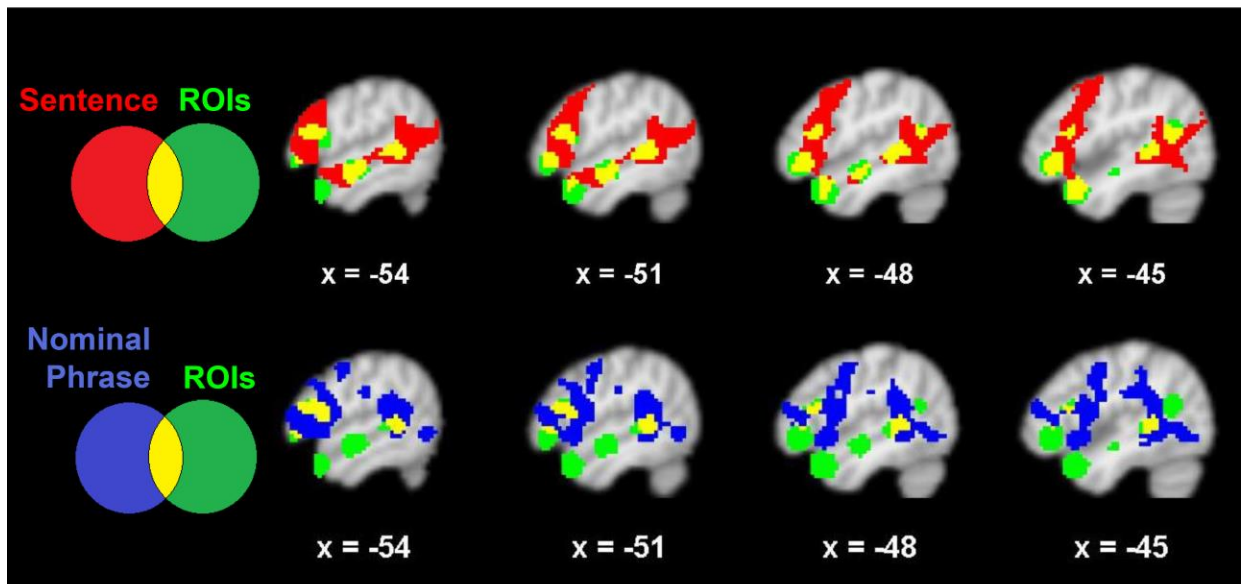 Sentence ROIs
x = -54 x = -51 x = -48 x = -45
Nominal
Phrase ROIs
x = -54 x = -51 x = -48 x = -45